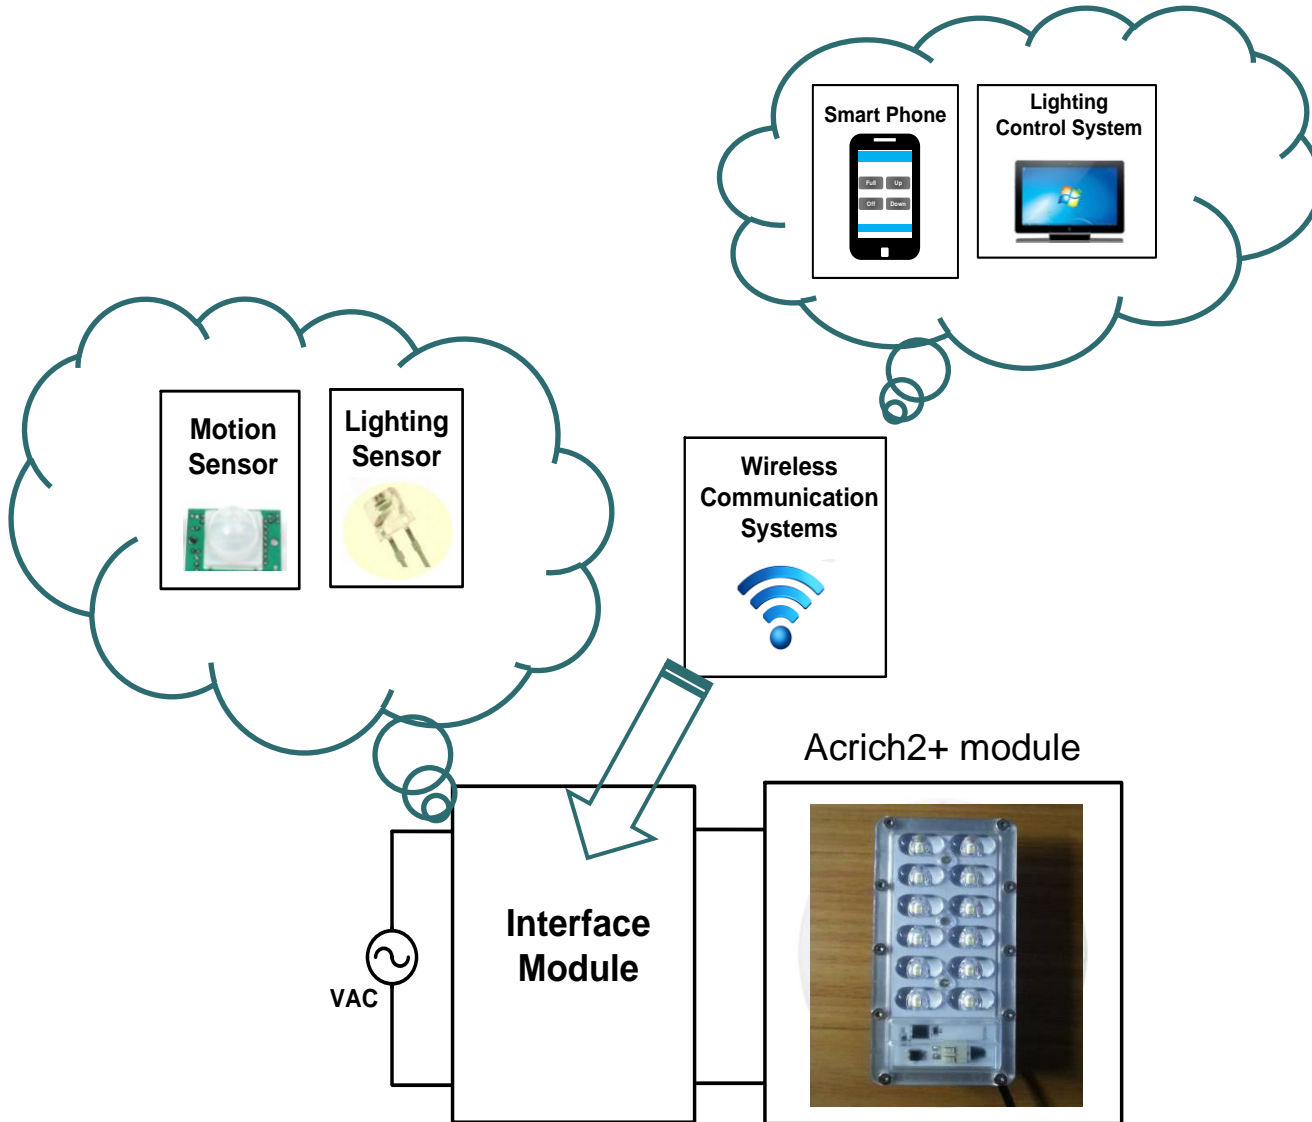 Smart Phone
Full Up
Off Down
Lighting
Control System
Motion
Sensor
Lighting
Sensor
Wireless
Communication
Systems
Acrich2+ module
Interface
Module
VAC